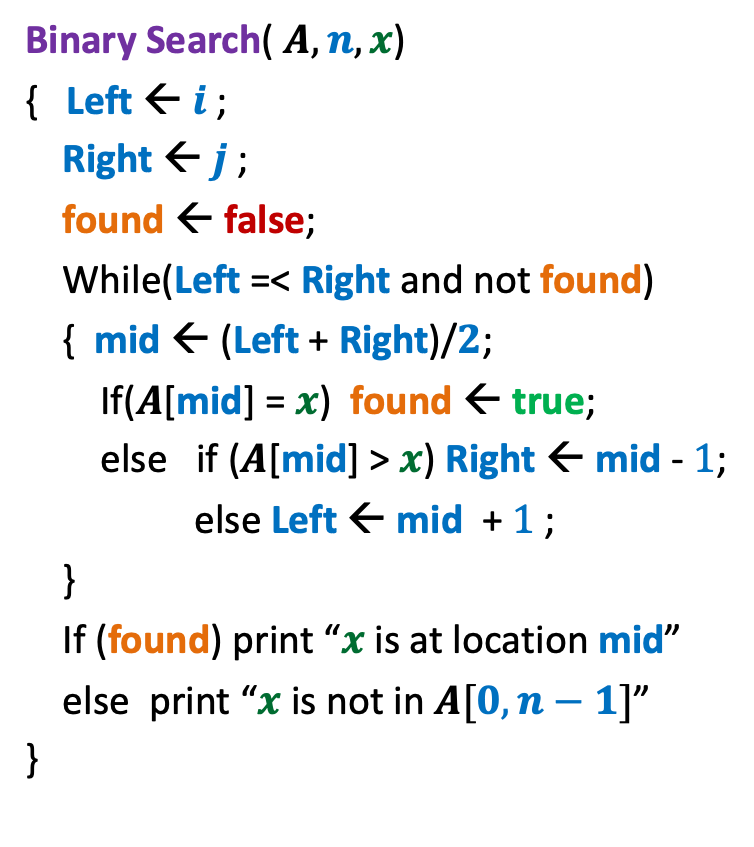 Binary Search( A, n, x)
{ Left ← i ;
Right ← j ;
found ← false;
While(Left =< Right and not found)
{ mid ← (Left + Right)/2;
If(A[mid] = x) found ← true;
else if (A[mid] > x) Right ← mid - 1;
else Left ← mid + 1 ;
}
If (found) print “x is at location mid”
else print “x is not in A[0, n − 1]”
}